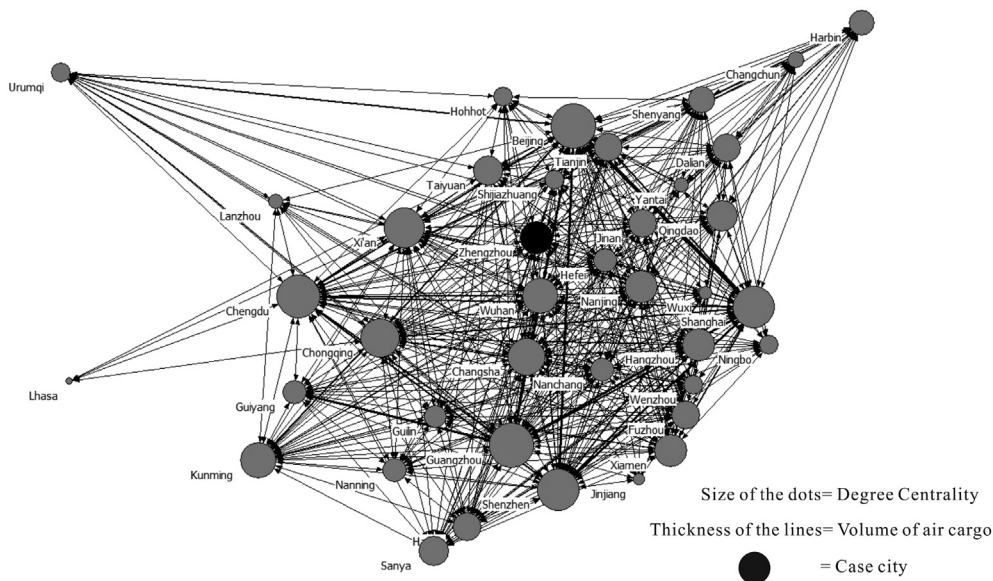 Harbin
Changchun
Urumqi
Hohhot
Shenyang
Beijing
Tianjin
Dalian
Taiyuan
Shijiazhuang
Yantai
Lanzhou
Xi'an
Qingdao
Jinan
Zhengzhou
Hefei
Chengdu
Wuhan
Nanjing
Wuxi
Shanghai
Chongqing
Changsha
Hangzhou
Ningbo
Nanchang
Lhasa
Guiyang
Wenzhou
Guilin
Fuzhou
Guangzhou
Kunming
Nanning
Xiamen
Jinjiang
Shenzhen
H
Sanya
Size of the dots= Degree Centrality
Thickness of the lines= Volume of air cargo
= Case city